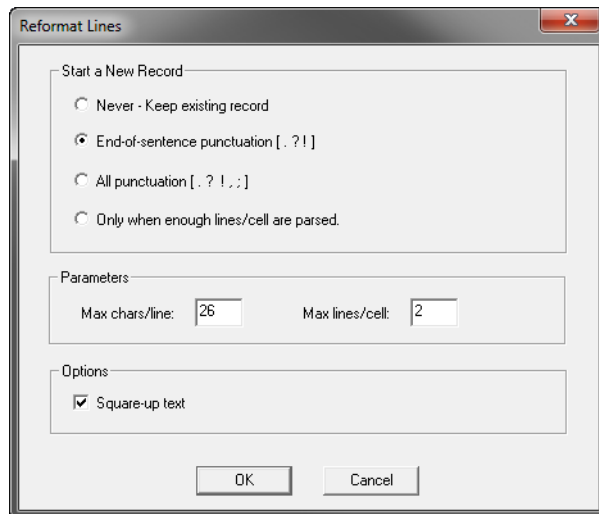 Reformat Lines
Start a New Record
Never - Keep existing record
End-of-sentence punctuation [ . ? ! ]
All punctuation [ . ? ! , ; ]
Only when enough lines/cell are parsed.
Parameters
Max chars/line: 26 Max lines/cell: 2
Options
Square-up text
OK Cancel